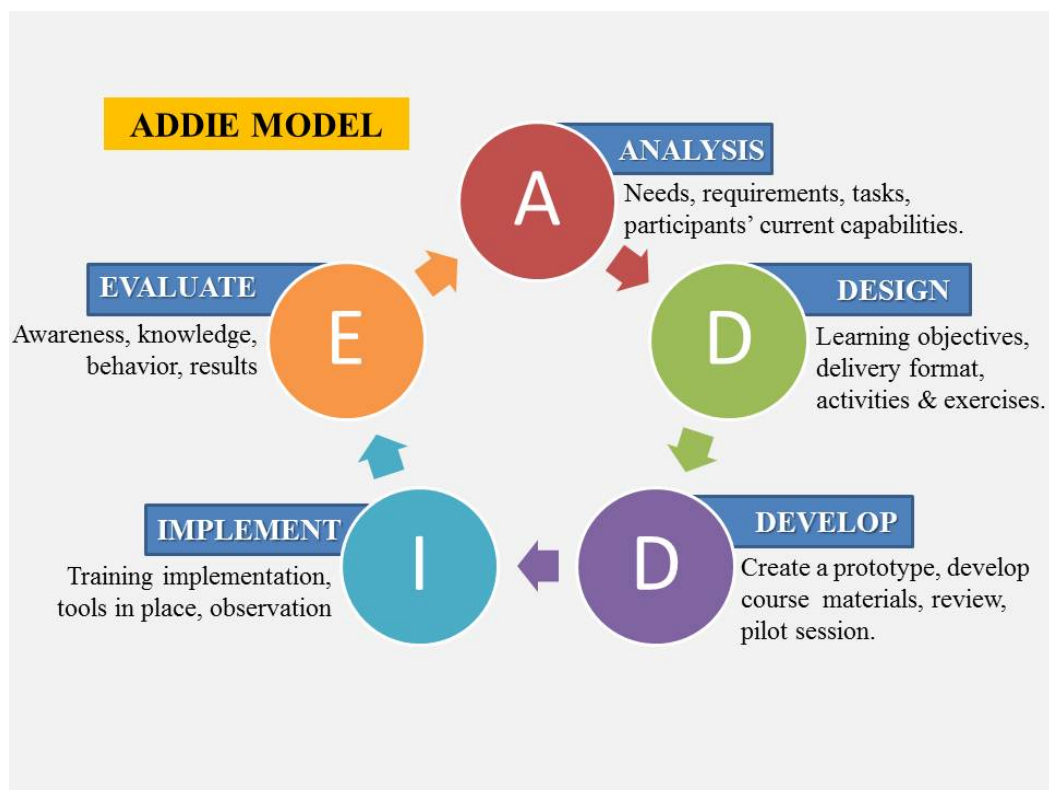 ADDIE MODEL
A
ANALYSIS
Needs, requirements, tasks,
participants’ current capabilities.
D
DESIGN
Learning objectives,
delivery format,
activities & exercises.
D
DEVELOP
Create a prototype, develop
course materials, review,
pilot session.
I
IMPLEMENT
Training implementation,
tools in place, observation
E
EVALUATE
Awareness, knowledge,
behavior, results